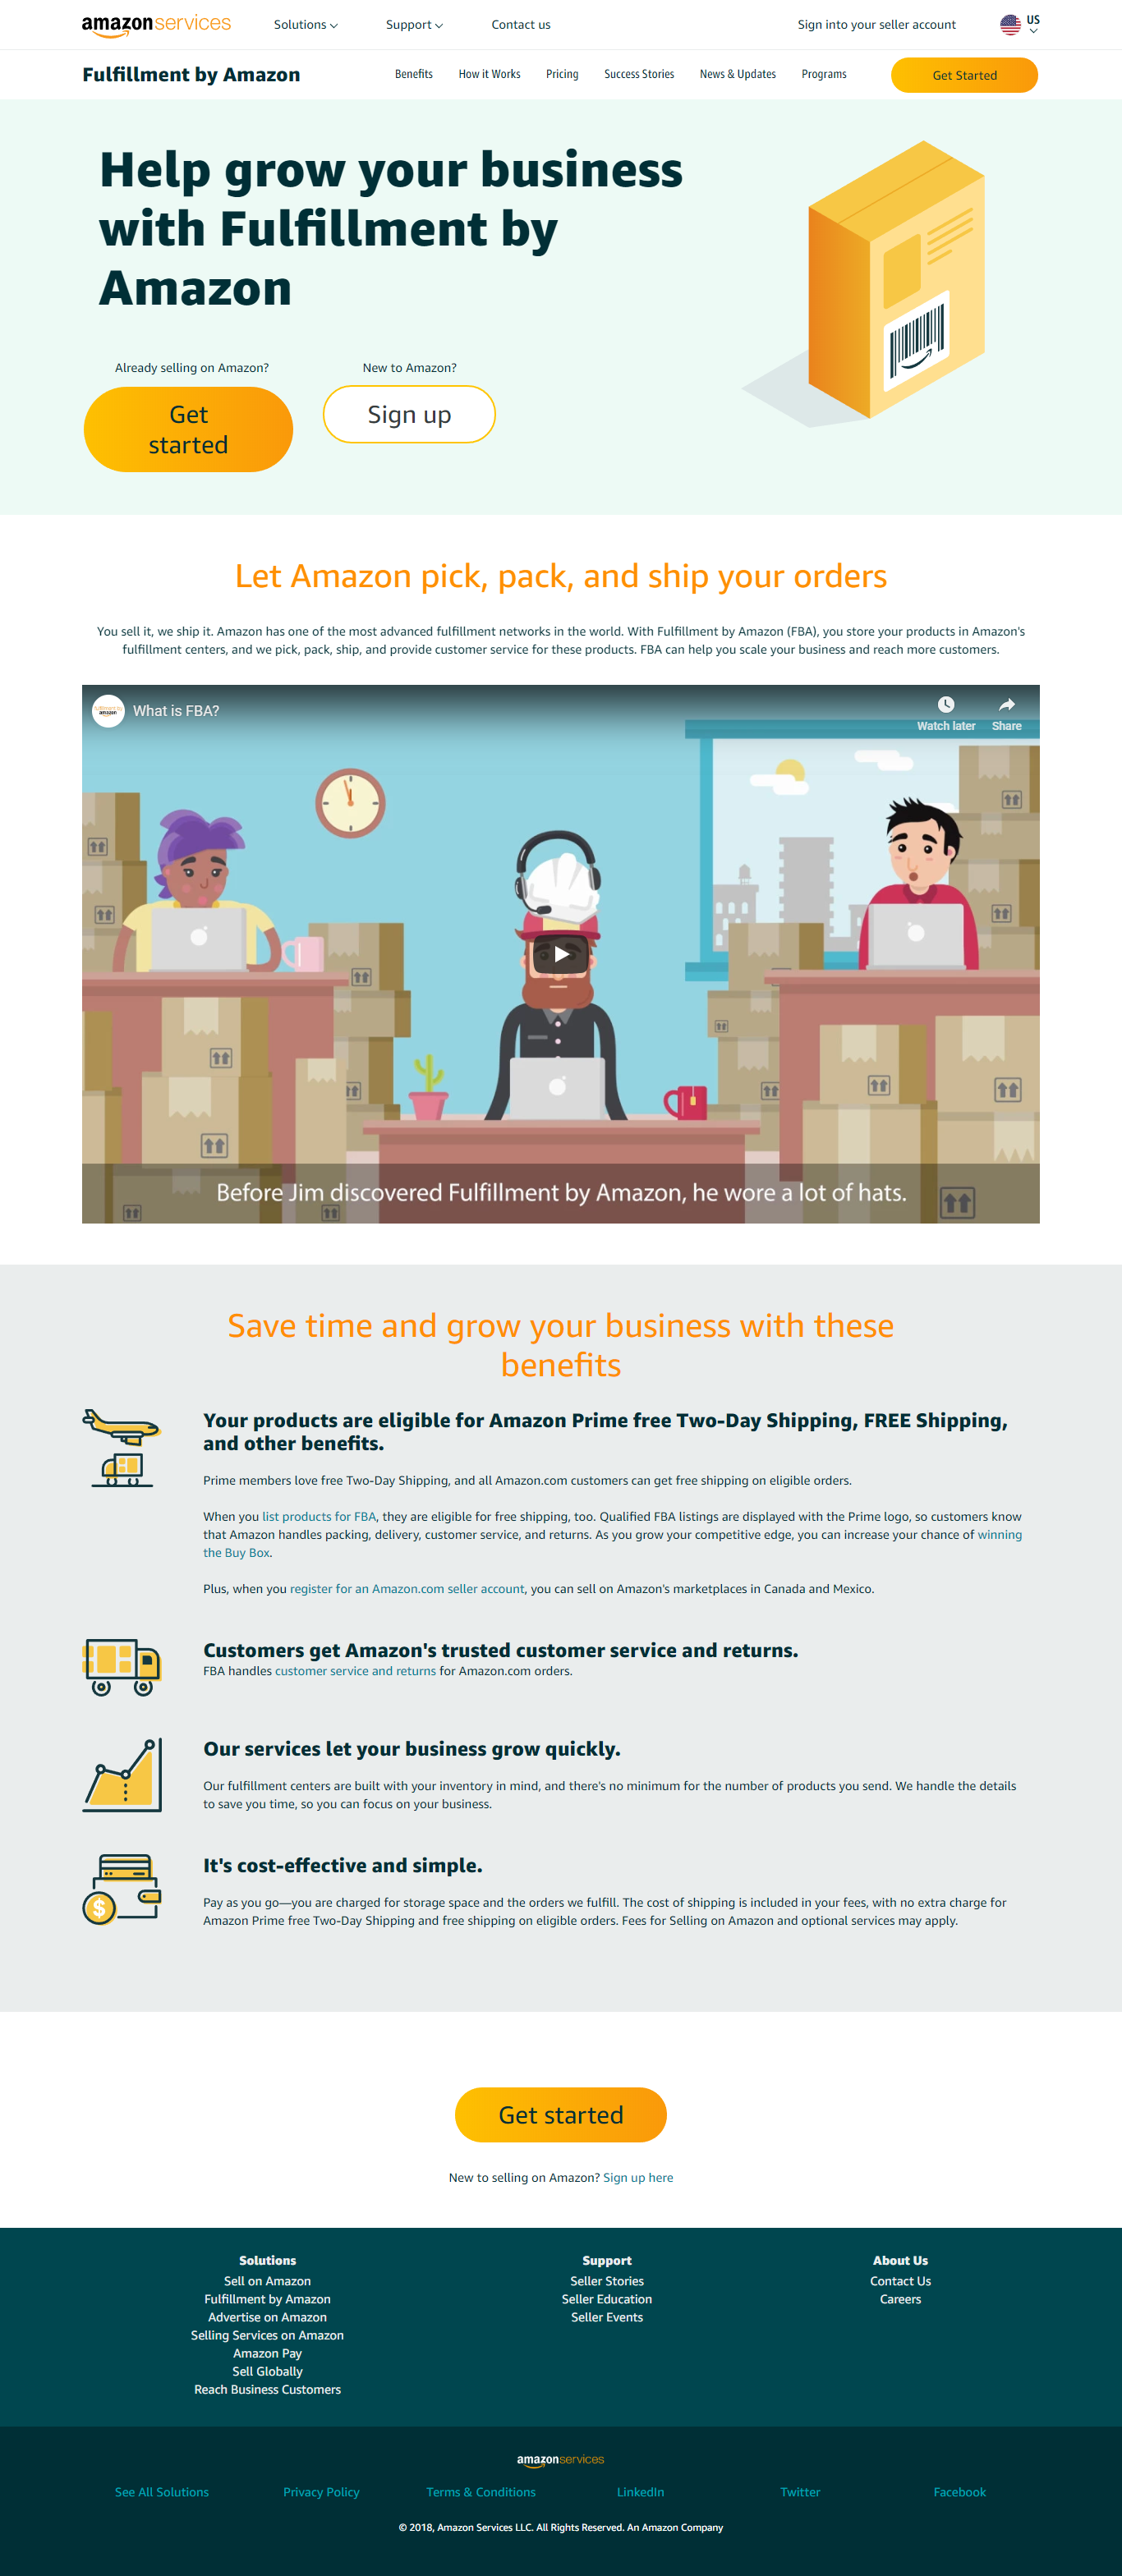 amazonservices
Solutions
Support
Contact us
Sign into your seller account
US
Fulfillment by Amazon
Benefits
How it Works
Pricing
Success Stories
News & Updates
Programs
Get Started
Help grow your business
with Fulfillment by
Amazon
Already selling on Amazon?
New to Amazon?
Get
started
Sign up
Let Amazon pick, pack, and ship your orders
You sell it, we ship it. Amazon has one of the most advanced fulfillment networks in the world. With Fulfillment by Amazon (FBA), you store your products in Amazon's
fulfillment centers, and we pick, pack, ship, and provide customer service for these products. FBA can help you scale your business and reach more customers.
fulfillment by
amazon
What is FBA?
Watch later
Share
Before Jim discovered Fulfillment by Amazon, he wore a lot of hats.
Save time and grow your business with these
benefits
Your products are eligible for Amazon Prime free Two-Day Shipping, FREE Shipping,
and other benefits.
Prime members love free Two-Day Shipping, and all Amazon.com customers can get free shipping on eligible orders.
When you list products for FBA, they are eligible for free shipping, too. Qualified FBA listings are displayed with the Prime logo, so customers know
that Amazon handles packing, delivery, customer service, and returns. As you grow your competitive edge, you can increase your chance of winning
the Buy Box.
Plus, when you register for an Amazon.com seller account, you can sell on Amazon's marketplaces in Canada and Mexico.
Customers get Amazon's trusted customer service and returns.
FBA handles customer service and returns for Amazon.com orders.
Our services let your business grow quickly.
Our fulfillment centers are built with your inventory in mind, and there's no minimum for the number of products you send. We handle the details
to save you time, so you can focus on your business.
$
It's cost-effective and simple.
Pay as you go—you are charged for storage space and the orders we fulfill. The cost of shipping is included in your fees, with no extra charge for
Amazon Prime free Two-Day Shipping and free shipping on eligible orders. Fees for Selling on Amazon and optional services may apply.
Get started
New to selling on Amazon? Sign up here
Solutions
Sell on Amazon
Fulfillment by Amazon
Advertise on Amazon
Selling Services on Amazon
Amazon Pay
Sell Globally
Reach Business Customers
Support
Seller Stories
Seller Education
Seller Events
About Us
Contact Us
Careers
amazonservices
See All Solutions
Privacy Policy
Terms & Conditions
LinkedIn
Twitter
Facebook
© 2018, Amazon Services LLC. All Rights Reserved. An Amazon Company